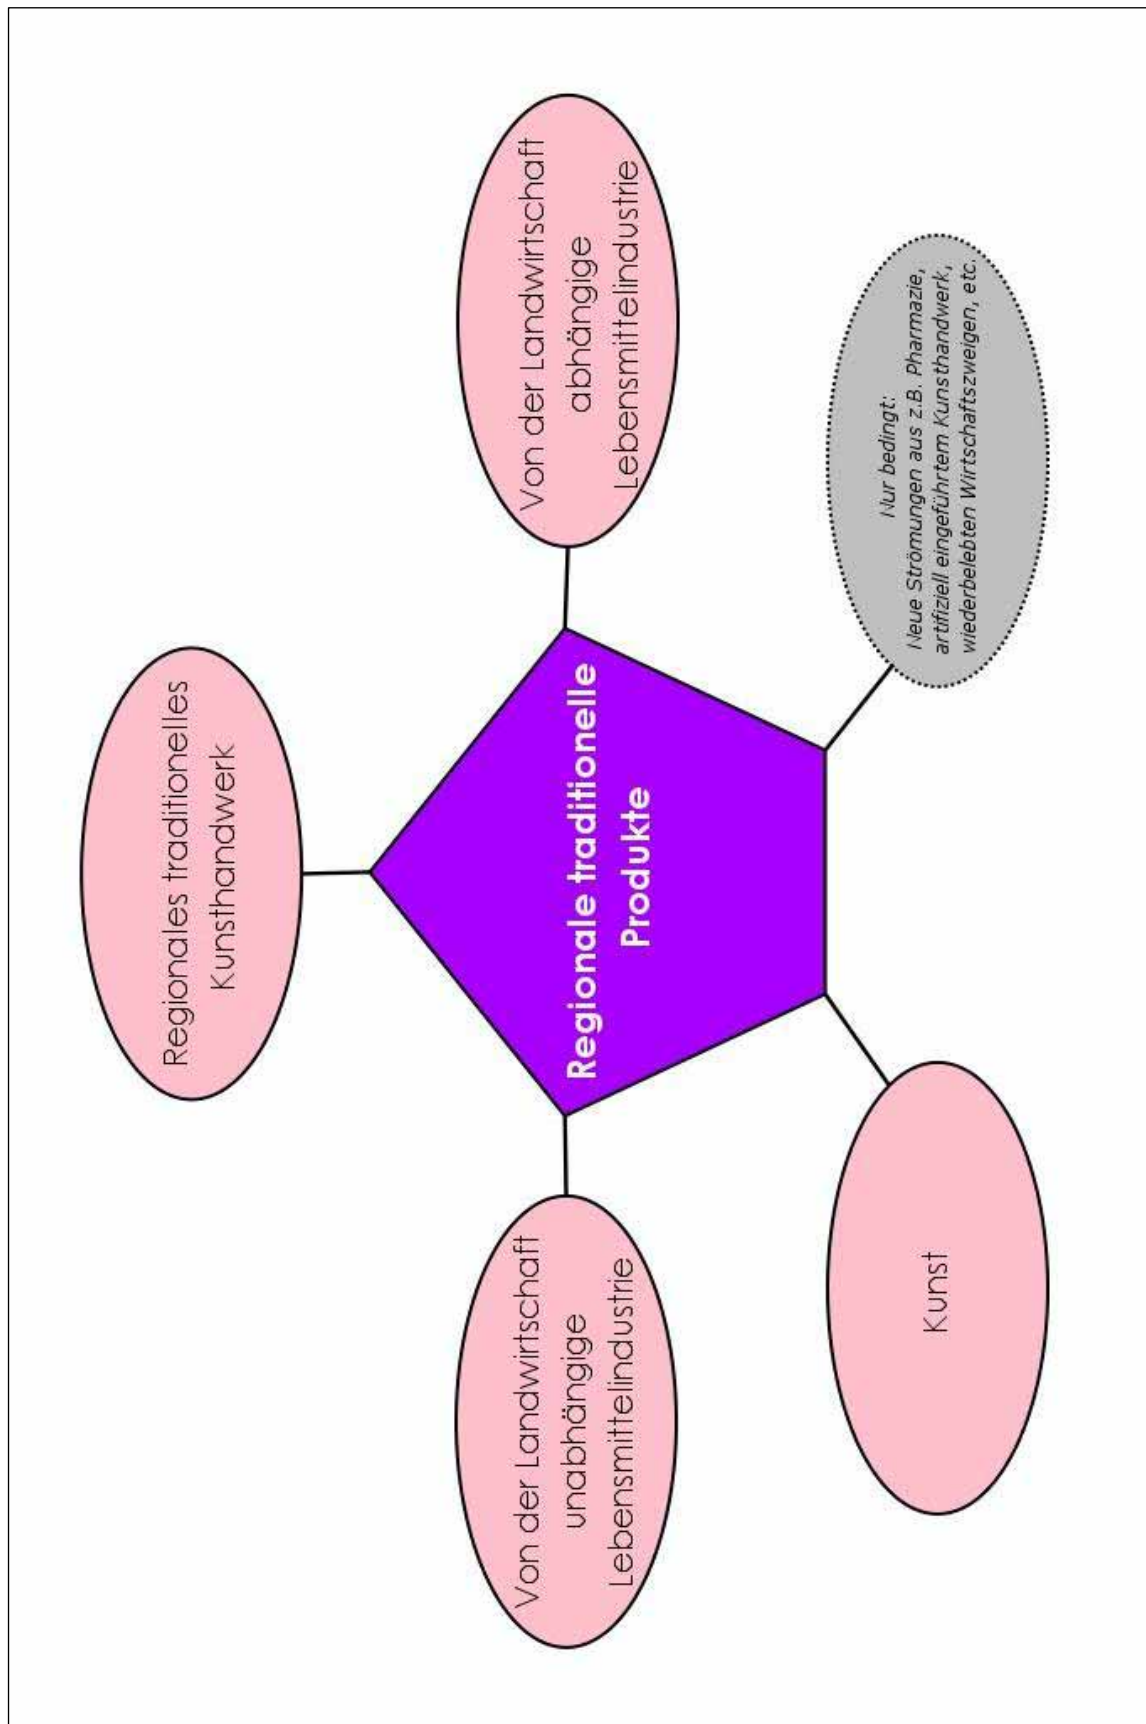 Regionales traditionelles
Kunsthandwerk
Von der Landwirtschaft
unabhängige
Lebensmittelindustrie
Regionale traditionelle
Produkte
Von der Landwirtschaft
abhängige
Lebensmittelindustrie
Kunst
Nur bedingt:
Neue Strömungen aus z.B. Pharmazie,
artifiziell eingeführtem Kunsthandwerk,
wiederbelebten Wirtschaftszweigen, etc.